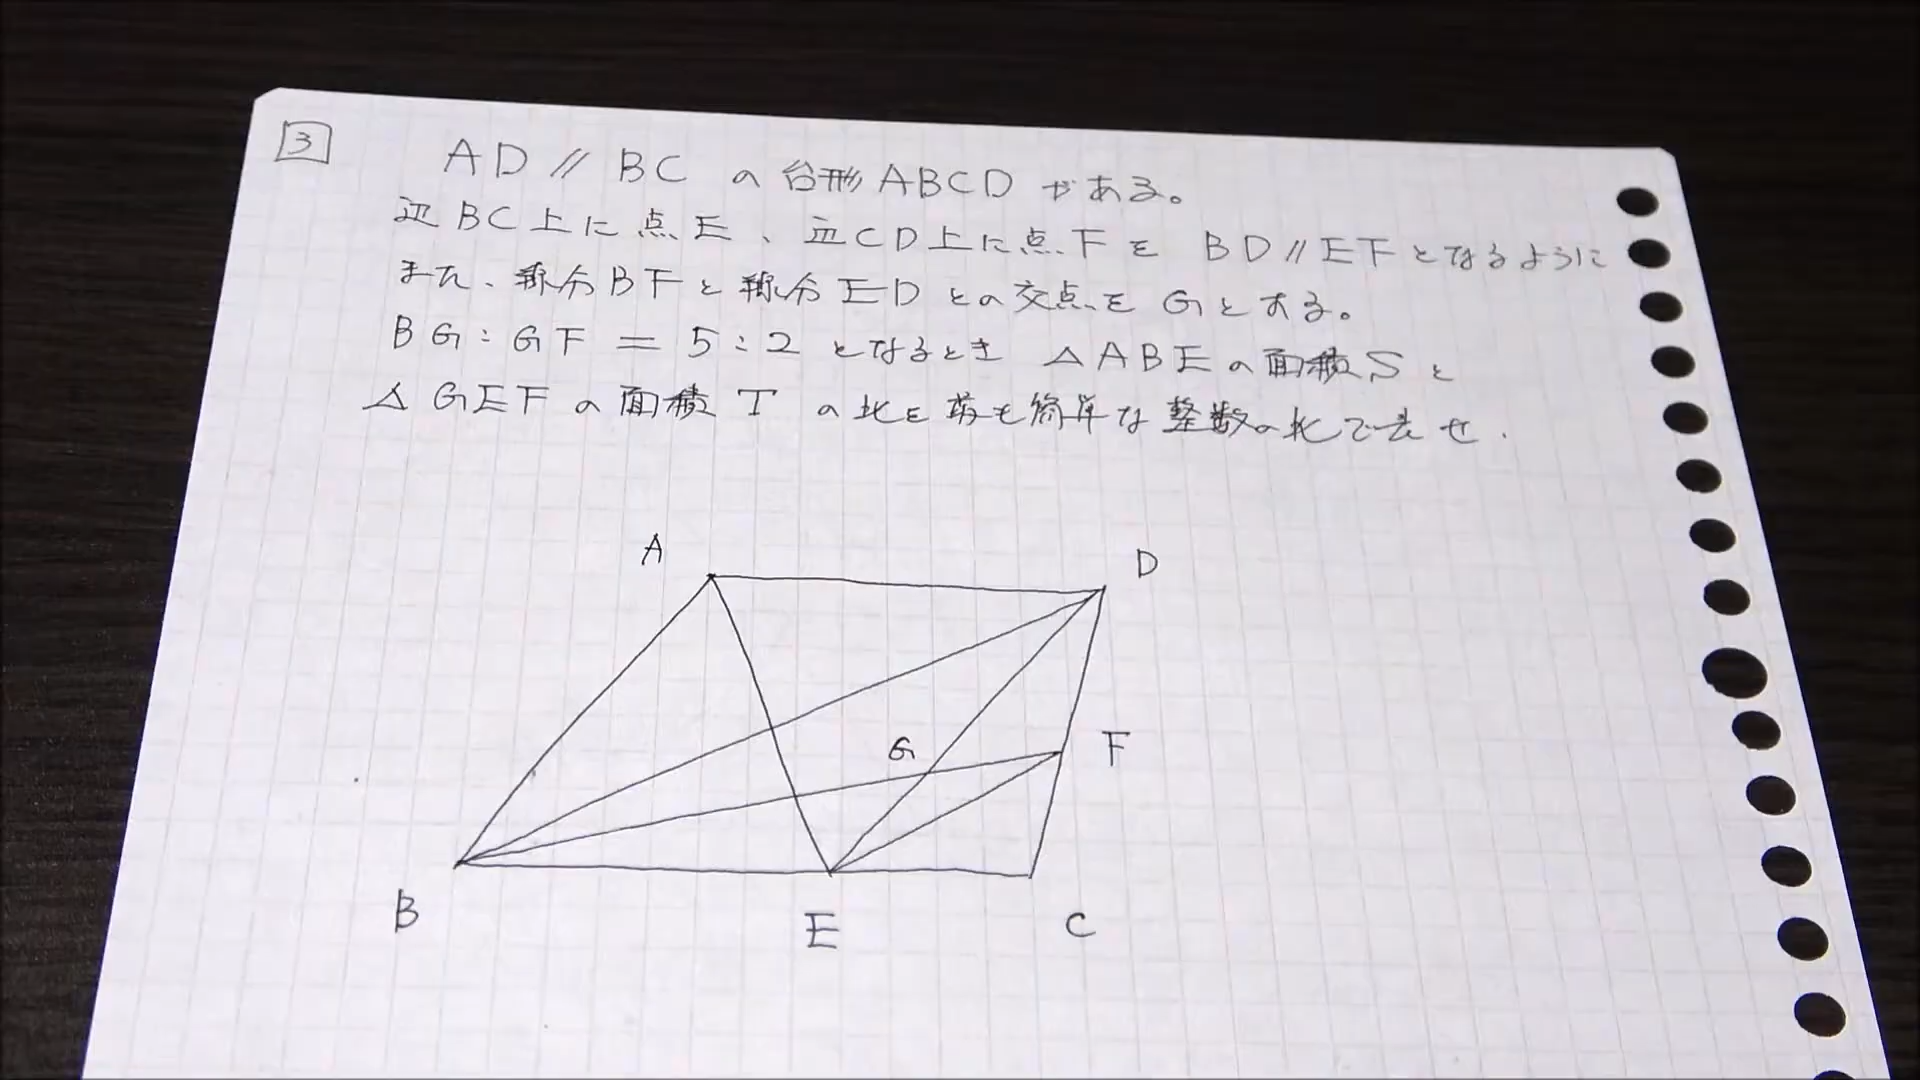 3
AD // BC の台形ABCD がある。
辺BC上に点E、辺CD上に点Fを BD//EFとなるように
また、線分BFと線分EDとの交点をGとする。
BG:GF = 5:2 となるとき △ABEの面積Sと
△GEFの面積Tの比を最も簡単な整数の比で表せ.
A
D
G
F
B
E
C